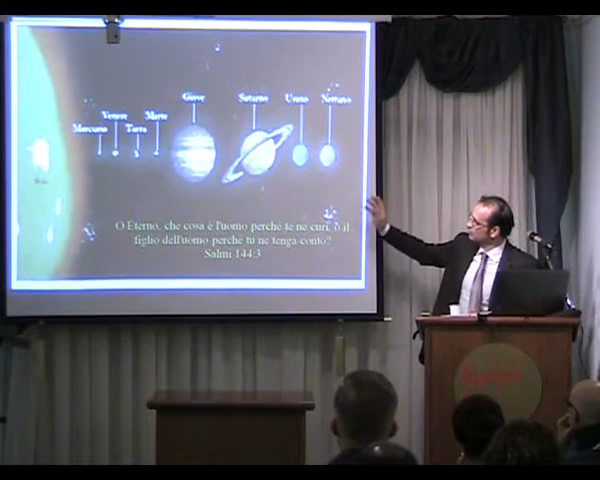 Giove
Saturno
Urano
Nettuno
Venere
Marte
Mercurio
Terra
O Eterno, che cosa è l'uomo perché te ne curi, o il
figlio dell'uomo perché tu ne tenga conto?
Salmi 144:3